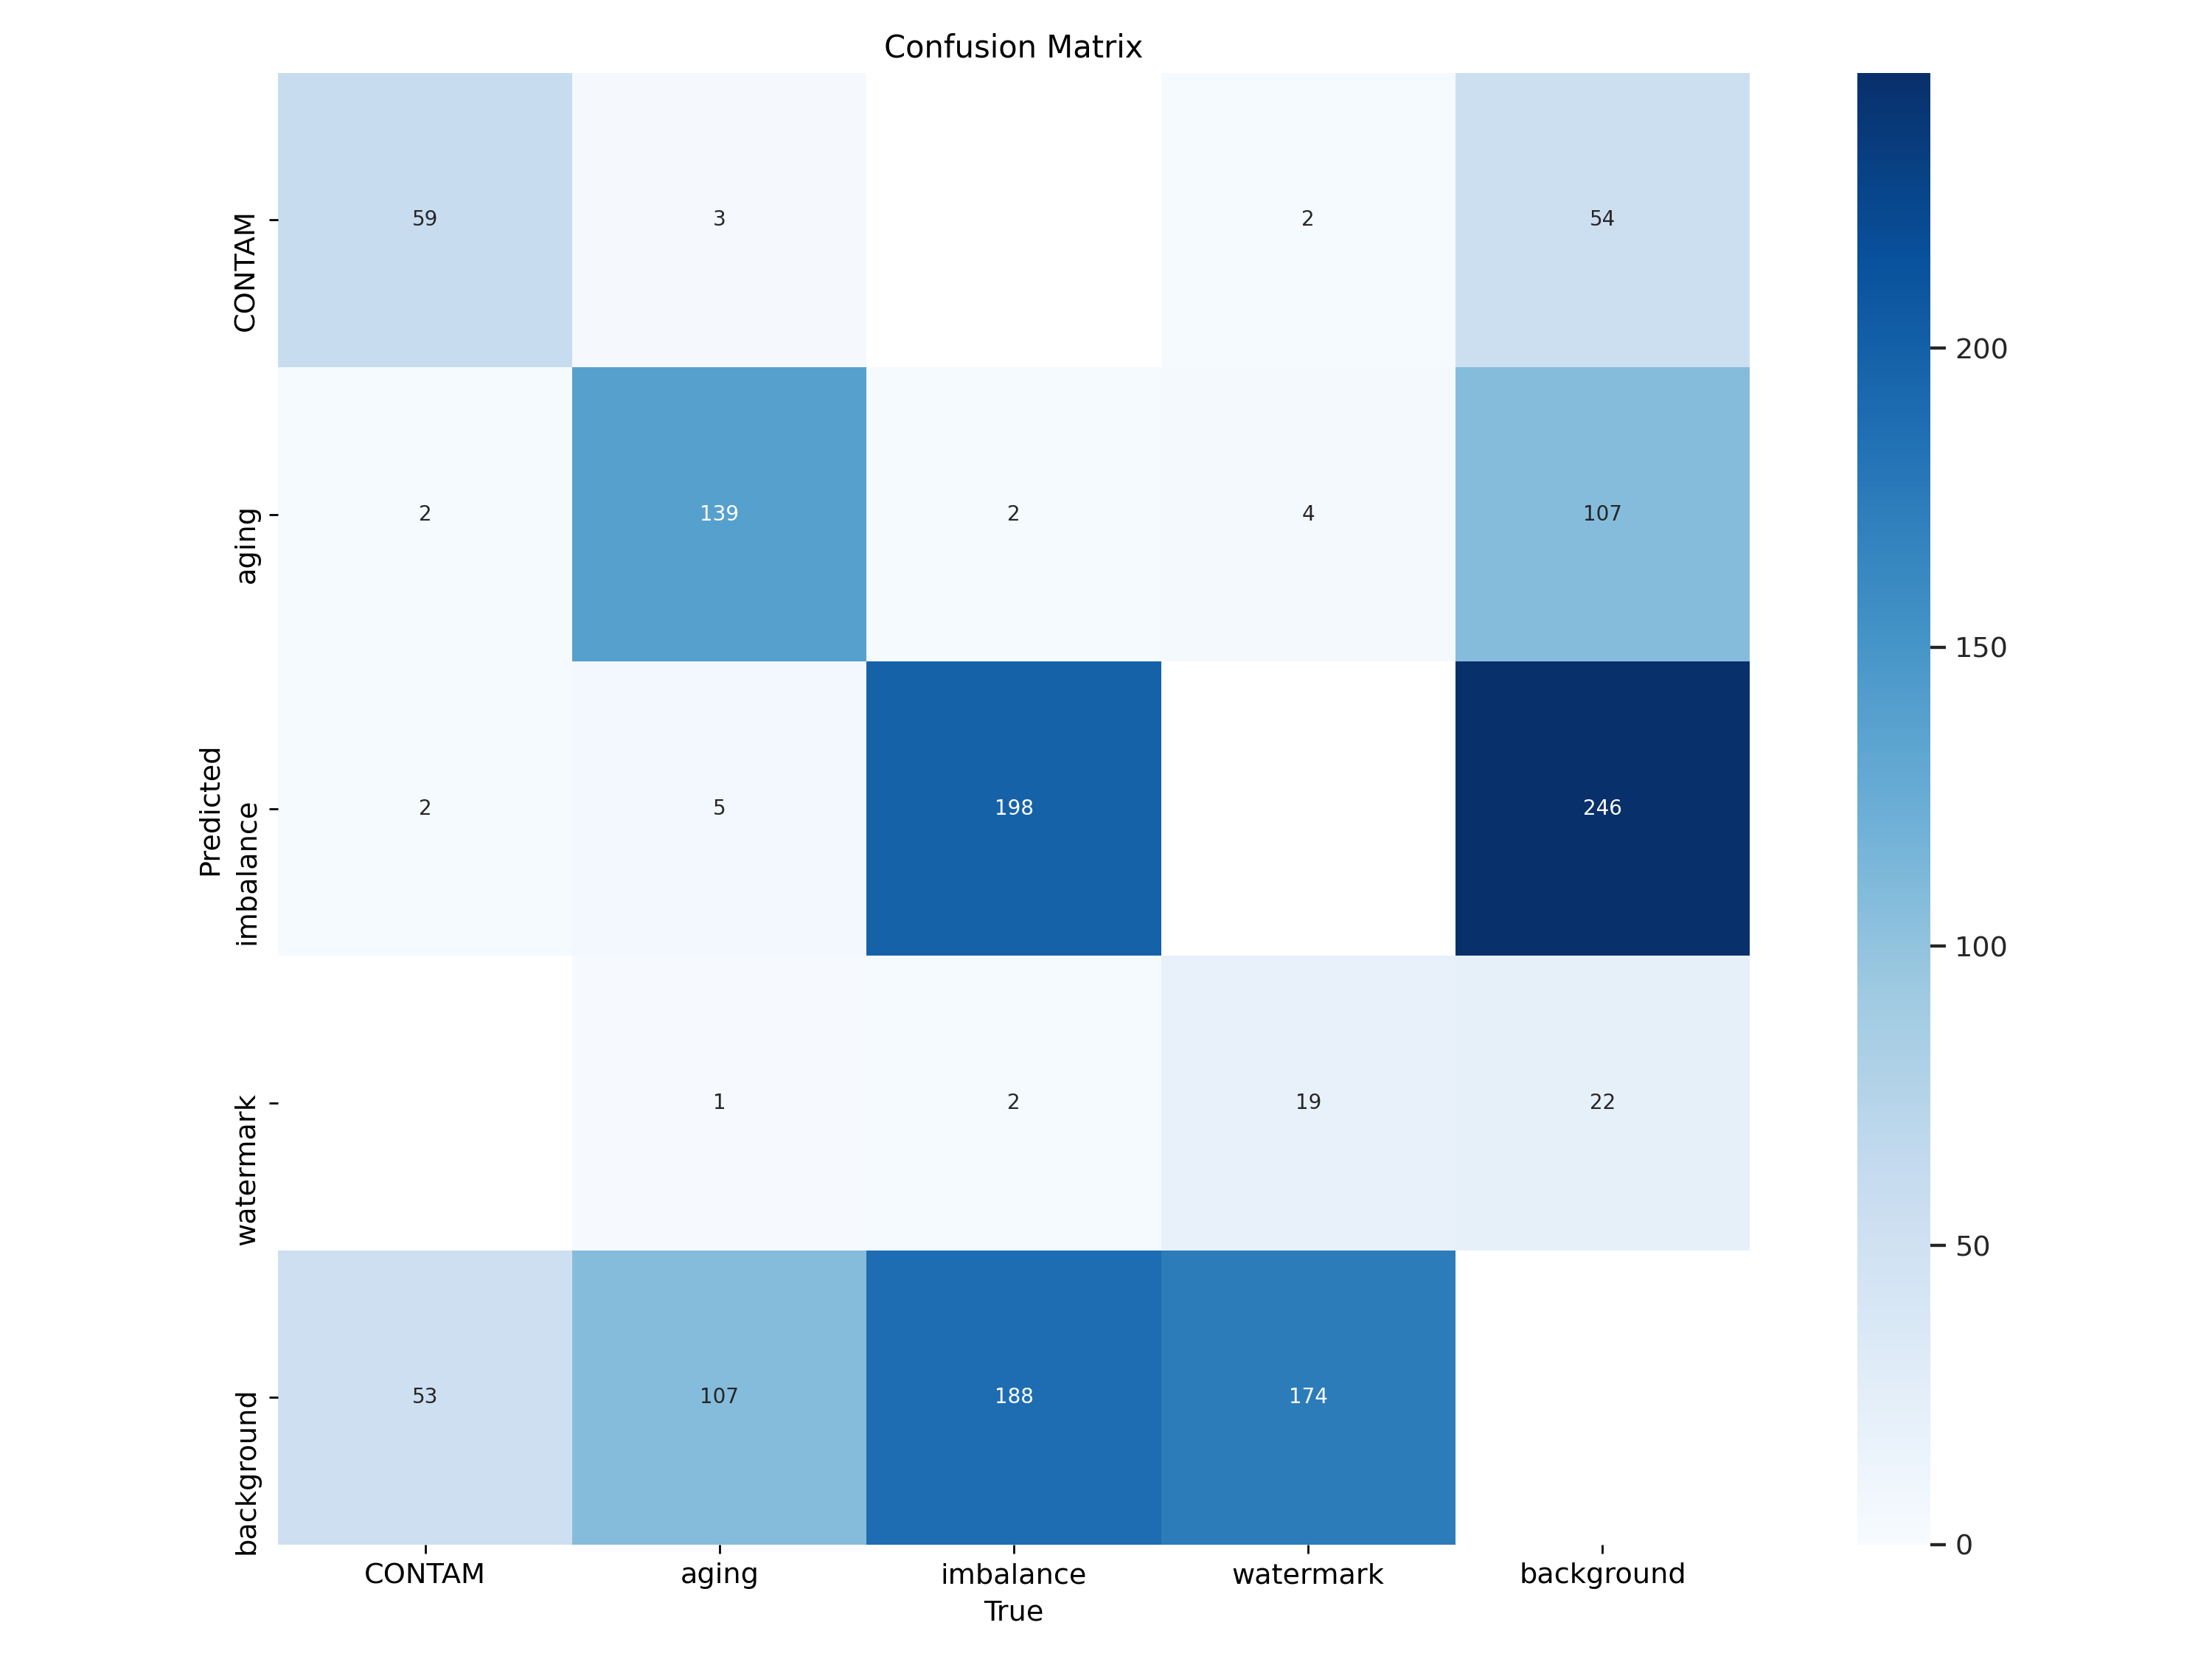 Confusion Matrix
CONTAM
59
3
2
54
aging
2
139
2
4
107
Predicted
imbalance
2
5
198
246
watermark
1
2
19
22
background
53
107
188
174
CONTAM
aging
imbalance
watermark
background
True
200
150
100
50
0